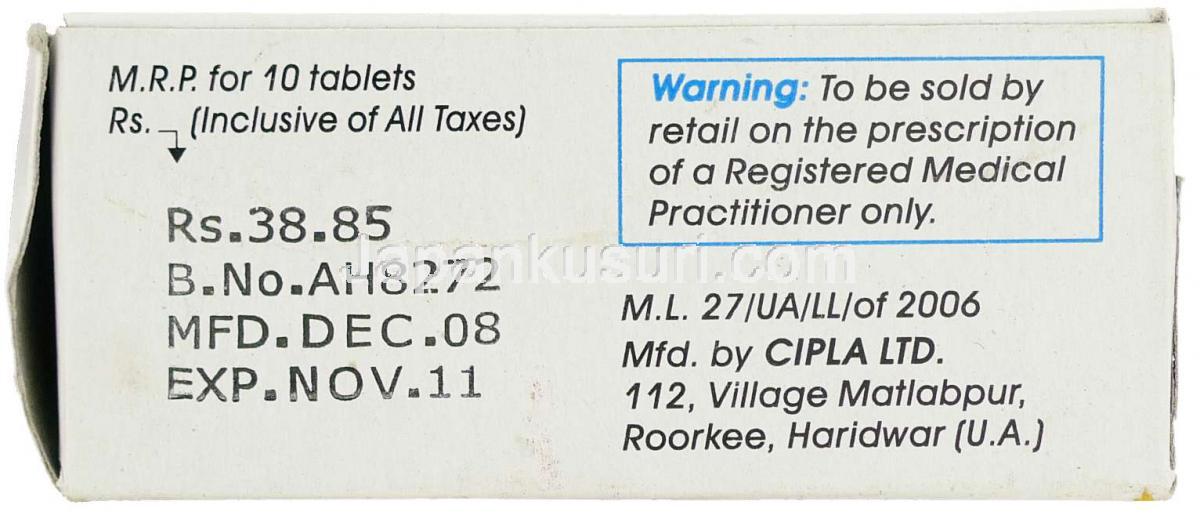 M.R.P. for 10 tablets
Rs. (Inclusive of All Taxes)
Rs.38.85
B.No.AH8272
MFD.DEC.08
EXP.NOV.11
Warning: To be sold by
retail on the prescription
of a Registered Medical
Practitioner only.
M.L. 27/UA/LL/of 2006
Mfd. by CIPLA LTD.
112, Village Matlabpur,
Roorkee, Haridwar (U.A.)
Japankusuri.com